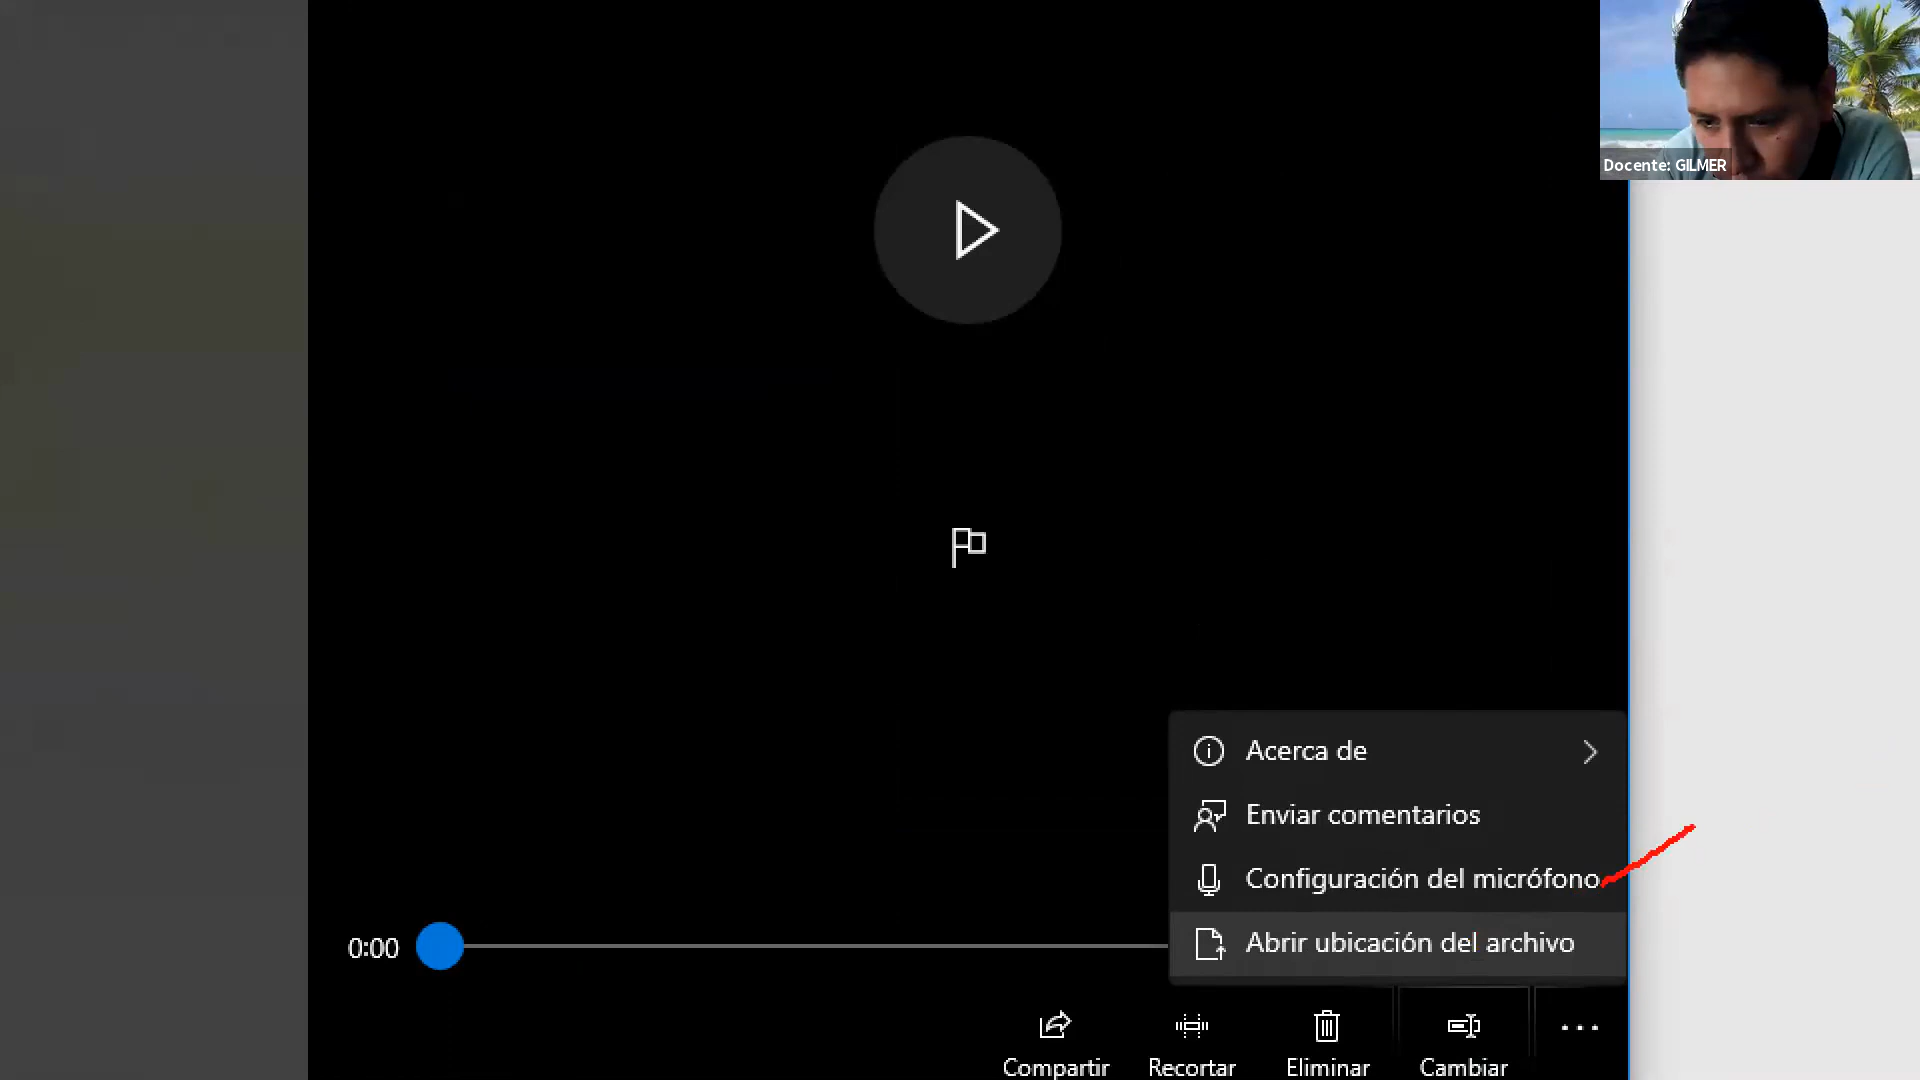 Docente: GILMER
Acerca de
Enviar comentarios
Configuración del micrófono
Abrir ubicación del archivo
0:00
Compartir
Recortar
Eliminar
Cambiar